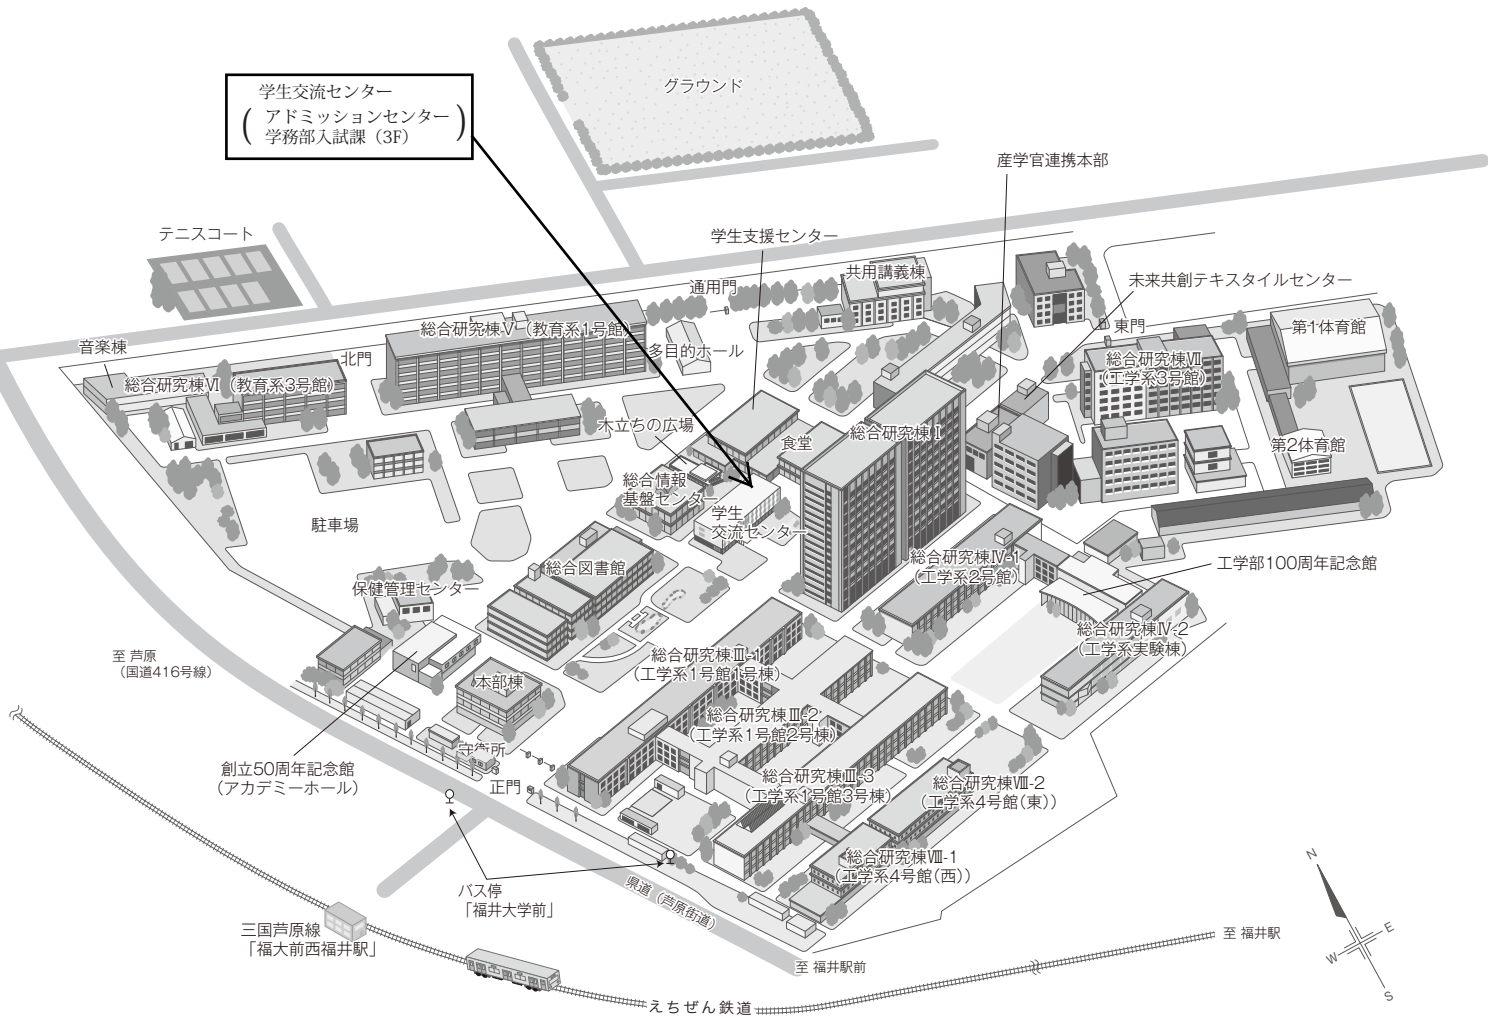 グラウンド
学生交流センター
アドミッションセンター
学務部入試課（3F）
産学官連携本部
テニスコート
学生支援センター
共用講義棟
通用門
未来共創テキスタイルセンター
東門
第1体育館
総合研究棟Ⅴ（教育系1号館）
音楽棟
北門
多目的ホール
総合研究棟Ⅶ
（工学系3号館）
総合研究棟Ⅵ（教育系3号館）
木立ちの広場
食堂
総合研究棟Ⅰ
第2体育館
総合情報
基盤センター
学生
交流センター
駐車場
総合研究棟Ⅳ-1
（工学系2号館）
工学部100周年記念館
総合図書館
保健管理センター
総合研究棟Ⅳ-2
（工学系実験棟）
至 芦原
（国道416号線）
総合研究棟Ⅲ-1
（工学系1号館1号棟）
本部棟
総合研究棟Ⅲ-2
（工学系1号館2号棟）
守衛所
創立50周年記念館
（アカデミーホール）
正門
総合研究棟Ⅲ-3
（工学系1号館3号棟）
総合研究棟Ⅷ-2
（工学系4号館(東)）
総合研究棟Ⅷ-1
（工学系4号館(西)）
バス停
「福井大学前」
県道（芦原街道）
三国芦原線
「福大前西福井駅」
至 福井駅
至 福井駅前
えちぜん鉄道
N
E
W
S